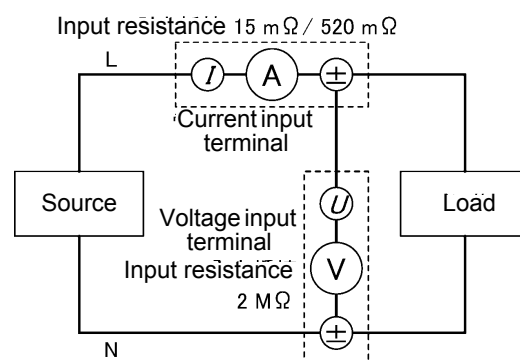 Input resistance 15 mΩ / 520 mΩ
L
I
A
±
Current input
terminal
Source
Voltage input
terminal
Input resistance
2 MΩ
U
V
±
Load
N